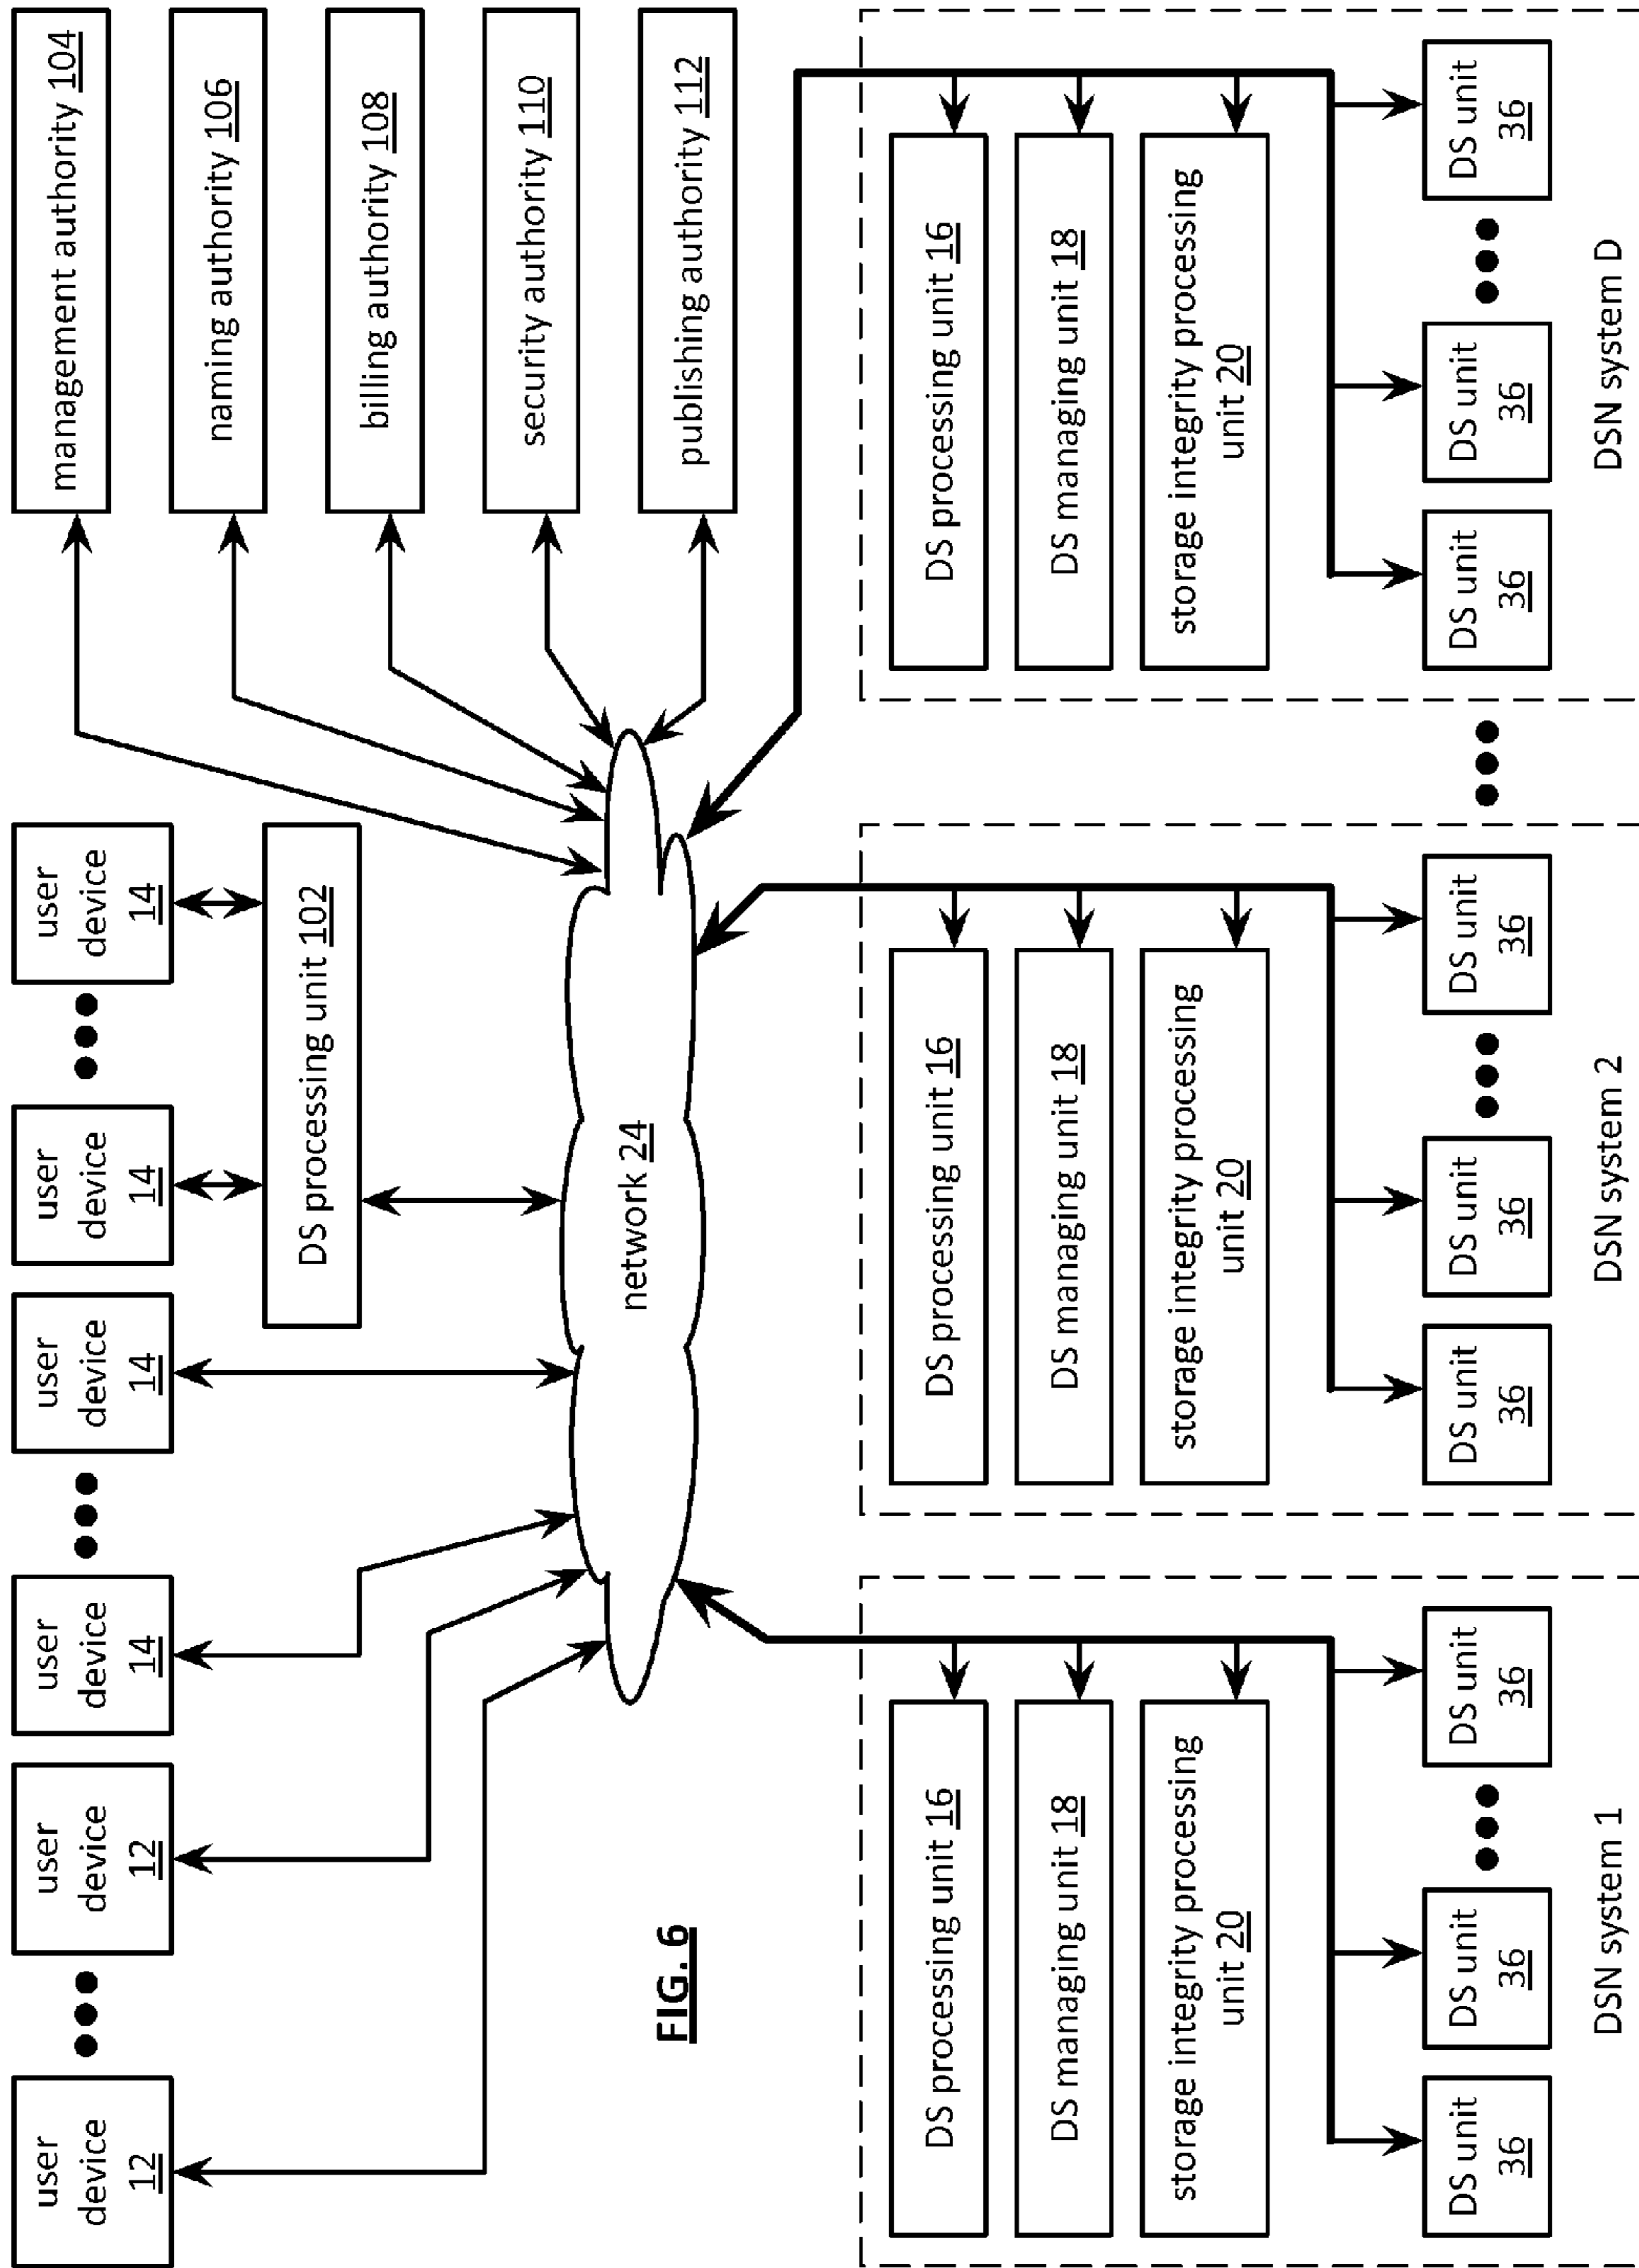 user
device
12
user
device
12
user
device
14
user
device
14
user
device
14
user
device
14
DS processing unit 102
management authority 104
naming authority 106
billing authority 108
security authority 110
publishing authority 112
network 24
FIG. 6
DS processing unit 16
DS managing unit 18
storage integrity processing
unit 20
DS unit
36
DS unit
36
DS unit
36
DSN system 1
DS processing unit 16
DS managing unit 18
storage integrity processing
unit 20
DS unit
36
DS unit
36
DS unit
36
DSN system 2
DS processing unit 16
DS managing unit 18
storage integrity processing
unit 20
DS unit
36
DS unit
36
DS unit
36
DSN system D